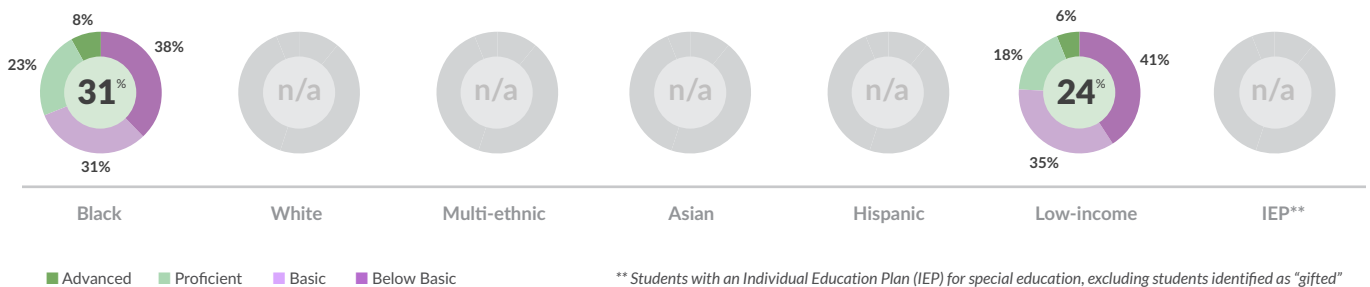 8%
38%
23%
31%
31%
n/a
n/a
n/a
n/a
6%
41%
18%
24%
35%
n/a
Black White Multi-ethnic Asian Hispanic Low-income IEP**
Advanced Proficient Basic Below Basic
** Students with an Individual Education Plan (IEP) for special education, excluding students identified as “gifted”